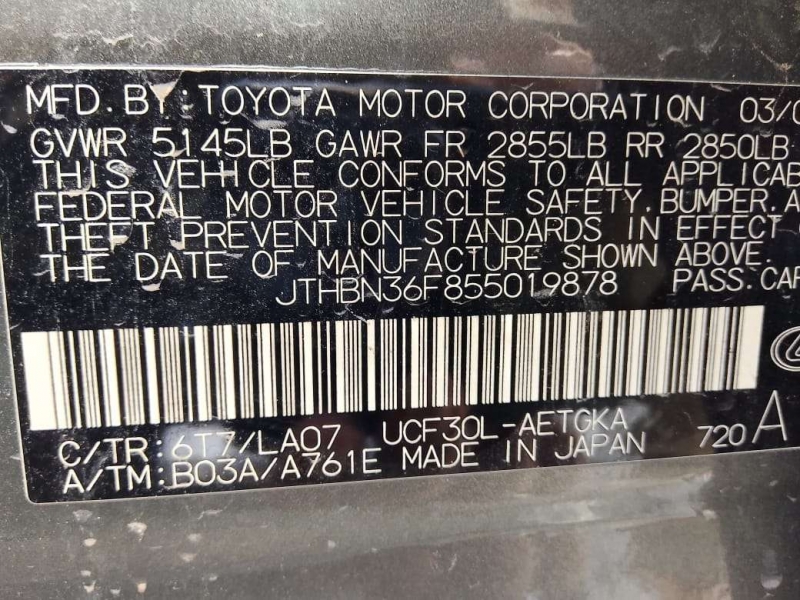 MFD. BY: TOYOTA MOTOR CORPORATION 03/0
GVWR 5145LB GAWR FR 2855LB RR 2850LB
THIS VEHICLE CONFORMS TO ALL APPLICAB
FEDERAL MOTOR VEHICLE SAFETY, BUMPER, A
THEFT PREVENTION STANDARDS IN EFFECT
THE DATE OF MANUFACTURE SHOWN ABOVE.
JTHBN36F855019878 PASS.CAR
C/TR: 6T7/LA07 UCF30L-AETGKA
A/TM: B03A/A761E MADE IN JAPAN 720 A